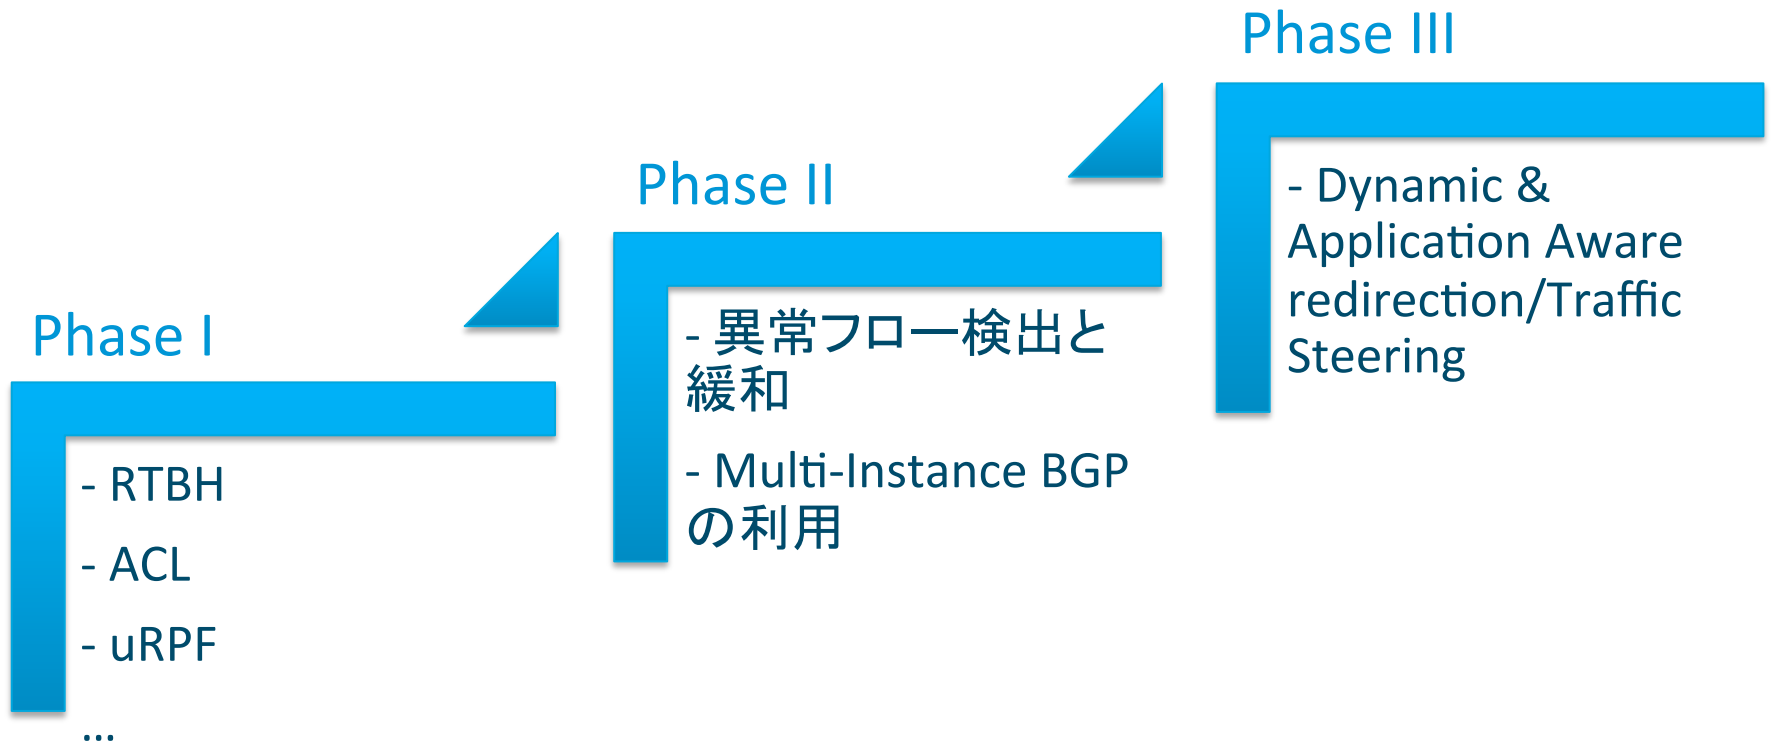 Phase I
- RTBH
- ACL
- uRPF
...
Phase II
- 異常フロー検出と
緩和
- Multi-Instance BGP
の利用
Phase III
- Dynamic &
Application Aware
redirection/Traffic
Steering